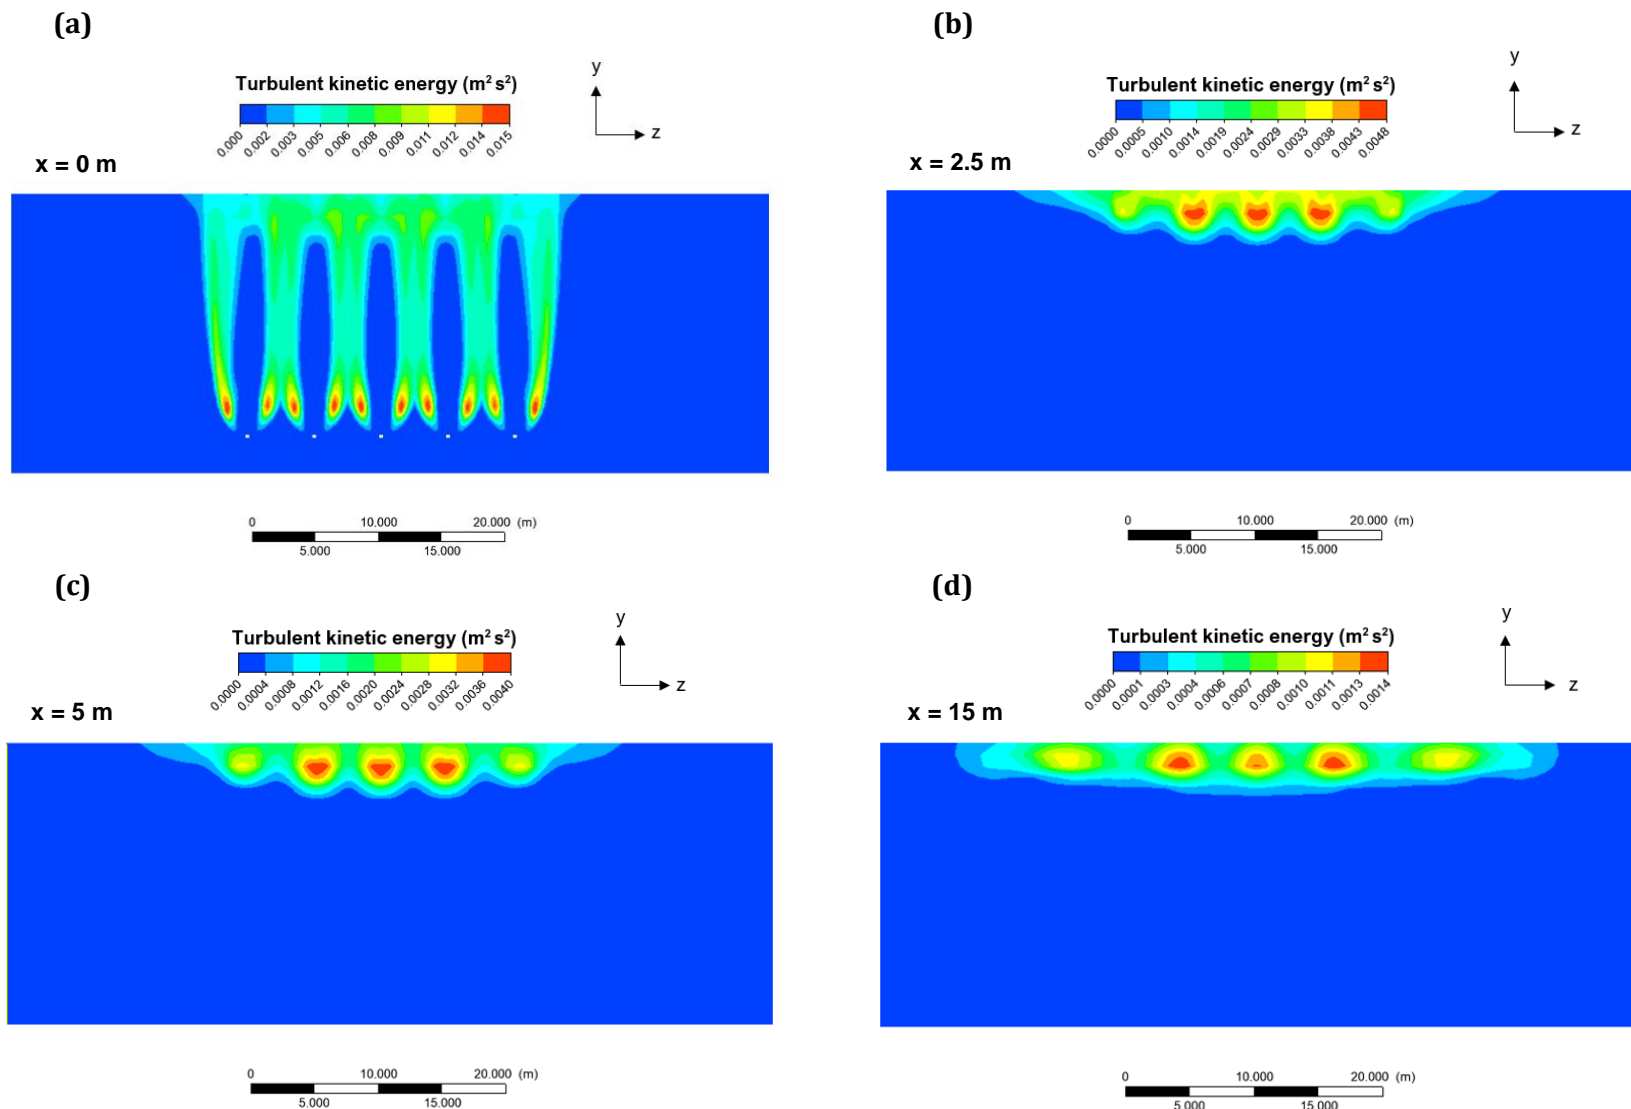 (a)
Turbulent kinetic energy (m² s²)
0.000 0.002 0.003 0.005 0.006 0.008 0.009 0.011 0.012 0.014 0.015
y
z
x = 0 m
0 10.000 20.000 (m)
5.000 15.000
(b)
Turbulent kinetic energy (m² s²)
0.0000 0.0005 0.0010 0.0014 0.0019 0.0024 0.0029 0.0033 0.0038 0.0043 0.0048
y
z
x = 2.5 m
0 10.000 20.000 (m)
5.000 15.000
(c)
Turbulent kinetic energy (m² s²)
0.0000 0.0004 0.0008 0.0012 0.0016 0.0020 0.0024 0.0028 0.0032 0.0036 0.0040
y
z
x = 5 m
0 10.000 20.000 (m)
5.000 15.000
(d)
Turbulent kinetic energy (m² s²)
0.0000 0.0001 0.0003 0.0004 0.0006 0.0007 0.0008 0.0010 0.0011 0.0013 0.0014
y
z
x = 15 m
0 10.000 20.000 (m)
5.000 15.000